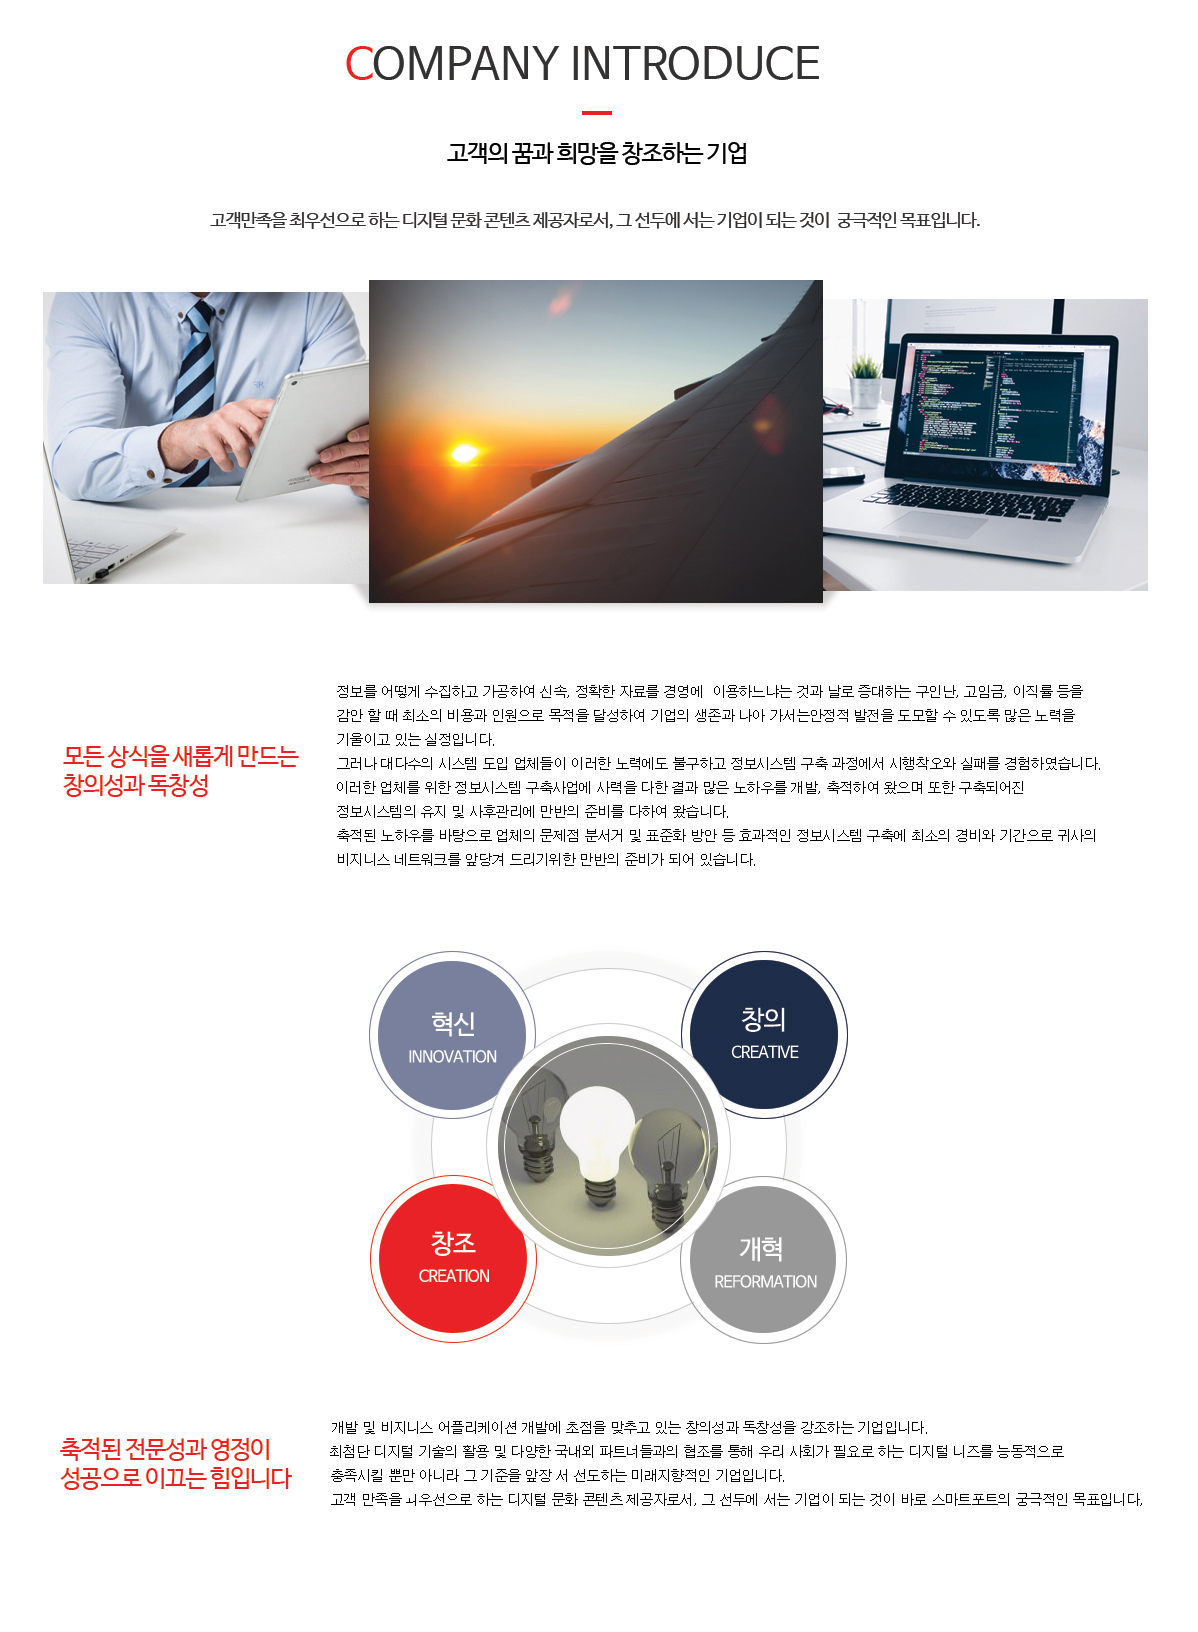 COMPANY INTRODUCE
고객의 꿈과 희망을 창조하는 기업
고객만족을 최우선으로 하는 디지털 문화 콘텐츠 제공자로서, 그 선두에 서는 기업이 되는 것이 궁극적인 목표입니다.
모든 상식을 새롭게 만드는
창의성과 독창성
정보를 어떻게 수집하고 가공하여 신속, 정확한 자료를 경영에 이용하느냐는 것과 날로 증대하는 구인난, 고임금, 이직률 등을
감안 할 때 최소의 비용과 인원으로 목적을 달성하여 기업의 생존과 나아 가서는안정적 발전을 도모할 수 있도록 많은 노력을
기울이고 있는 실정입니다.
그러나 대다수의 시스템 도입 업체들이 이러한 노력에도 불구하고 정보시스템 구축 과정에서 시행착오와 실패를 경험하였습니다.
이러한 업체를 위한 정보시스템 구축사업에 사력을 다한 결과 많은 노하우를 개발, 축적하여 왔으며 또한 구축되어진
정보시스템의 유지 및 사후관리에 만반의 준비를 다하여 왔습니다.
축적된 노하우를 바탕으로 업체의 문제점 분서거 및 표준화 방안 등 효과적인 정보시스템 구축에 최소의 경비와 기간으로 귀사의
비지니스 네트워크를 앞당겨 드리기위한 만반의 준비가 되어 있습니다.
혁신
INNOVATION
창의
CREATIVE
창조
CREATION
개혁
REFORMATION
축적된 전문성과 영정이
성공으로 이끄는 힘입니다
개발 및 비지니스 어플리케이션 개발에 초점을 맞추고 있는 창의성과 독창성을 강조하는 기업입니다.
최첨단 디지털 기술의 활용 및 다양한 국내외 파트너들과의 협조를 통해 우리 사회가 필요로 하는 디지털 니즈를 능동적으로
충족시킬 뿐만 아니라 그 기준을 앞장 서 선도하는 미래지향적인 기업입니다.
고객 만족을 ㅚ우선으로 하는 디지털 문화 콘텐츠 제공자로서, 그 선두에 서는 기업이 되는 것이 바로 스마트포트의 궁극적인 목표입니다,